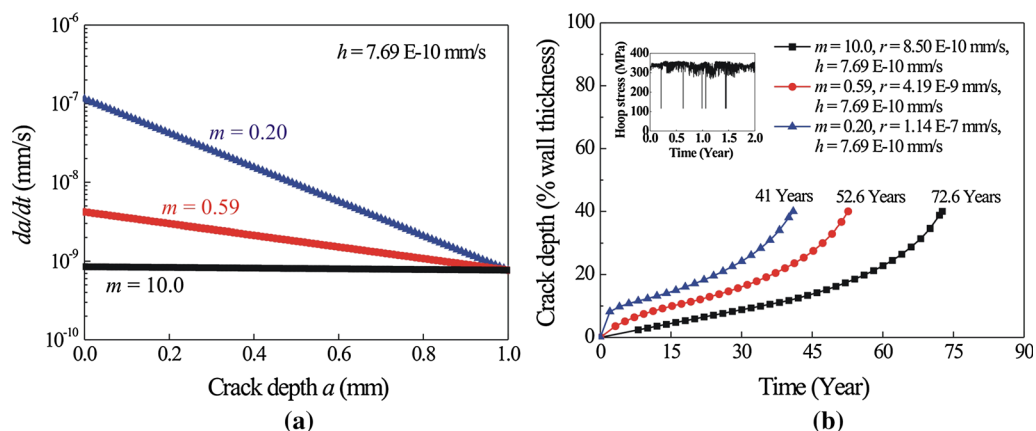 10⁻⁶
10⁻⁷
10⁻⁸
10⁻⁹
10⁻¹⁰
da/dt (mm/s)
h = 7.69 E-10 mm/s
m = 0.20
m = 0.59
m = 10.0
0.0 0.2 0.4 0.6 0.8 1.0
Crack depth a (mm)
(a)
100
80
60
40
20
0
Crack depth (% wall thickness)
400
300
200
100
0
Hoop stress (MPa)
0.0 0.5 1.0 1.5 2.0
Time (Year)
m = 10.0, r = 8.50 E-10 mm/s,
h = 7.69 E-10 mm/s
m = 0.59, r = 4.19 E-9 mm/s,
h = 7.69 E-10 mm/s
m = 0.20, r = 1.14 E-7 mm/s,
h = 7.69 E-10 mm/s
41 Years
52.6 Years
72.6 Years
0 15 30 45 60 75 90
Time (Year)
(b)